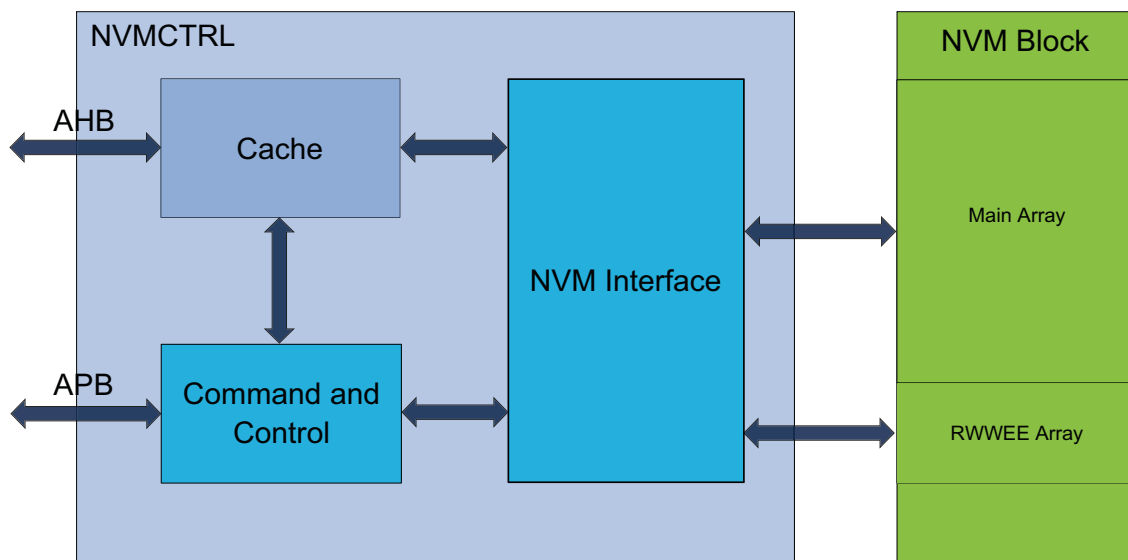 NVMCTRL
NVM Block
AHB
Cache
Main Array
NVM Interface
APB
Command and
Control
RWWEE Array